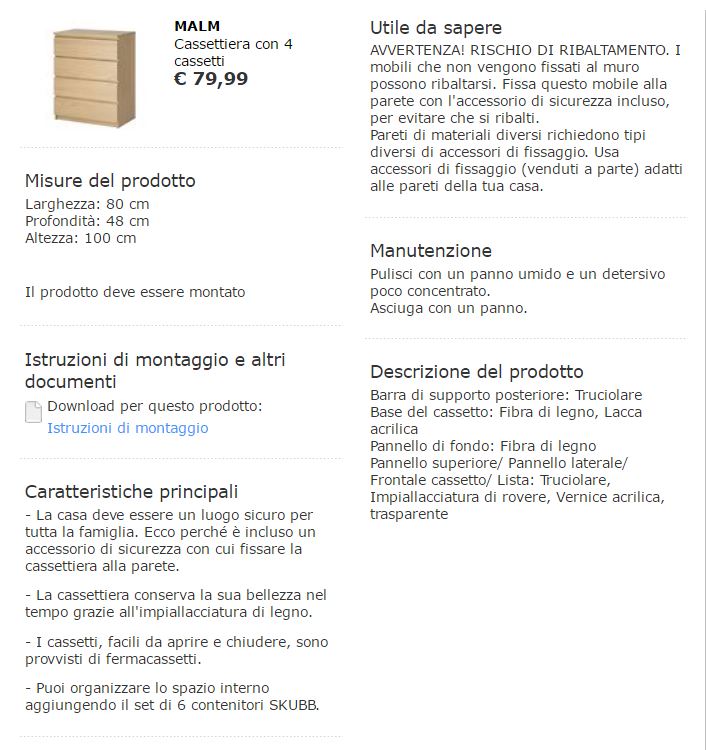 MALM
Cassettiera con 4
cassetti
€ 79,99
Misure del prodotto
Larghezza: 80 cm
Profondità: 48 cm
Altezza: 100 cm
Il prodotto deve essere montato
Istruzioni di montaggio e altri
documenti
Download per questo prodotto:
Istruzioni di montaggio
Caratteristiche principali
- La casa deve essere un luogo sicuro per
tutta la famiglia. Ecco perché è incluso un
accessorio di sicurezza con cui fissare la
cassettiera alla parete.
- La cassettiera conserva la sua bellezza nel
tempo grazie all'impiallacciatura di legno.
- I cassetti, facili da aprire e chiudere, sono
provvisti di fermacassetti.
- Puoi organizzare lo spazio interno
aggiungendo il set di 6 contenitori SKUBB.
Utile da sapere
AVVERTENZA! RISCHIO DI RIBALTAMENTO. I
mobili che non vengono fissati al muro
possono ribaltarsi. Fissa questo mobile alla
parete con l'accessorio di sicurezza incluso,
per evitare che si ribalti.
Pareti di materiali diversi richiedono tipi
diversi di accessori di fissaggio. Usa
accessori di fissaggio (venduti a parte) adatti
alle pareti della tua casa.
Manutenzione
Pulisci con un panno umido e un detersivo
poco concentrato.
Asciuga con un panno.
Descrizione del prodotto
Barra di supporto posteriore: Truciolare
Base del cassetto: Fibra di legno, Lacca
acrilica
Pannello di fondo: Fibra di legno
Pannello superiore/ Pannello laterale/
Frontale cassetto/ Lista: Truciolare,
Impiallacciatura di rovere, Vernice acrilica,
trasparente